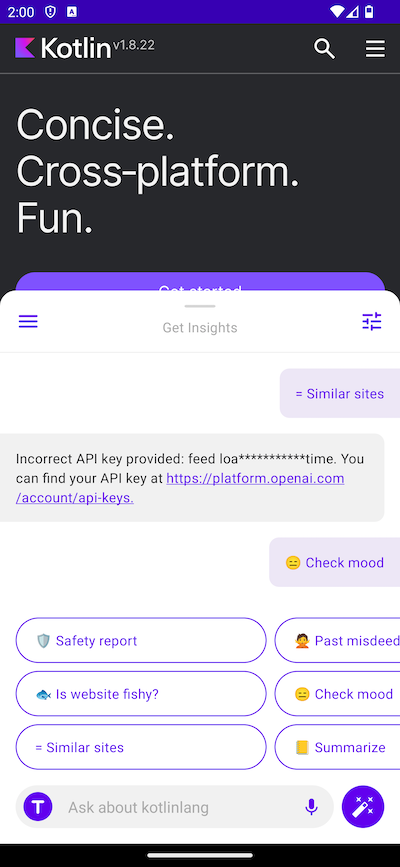 2:00 A
Kotlin v1.8.22
Concise.
Cross-platform.
Fun.
Get started
Get Insights
= Similar sites
Incorrect API key provided: feed loa***********time. You
can find your API key at https://platform.openai.com
/account/api-keys.
Check mood
Safety report
Past misdeed
Is website fishy?
Check mood
= Similar sites
Summarize
T Ask about kotlinlang